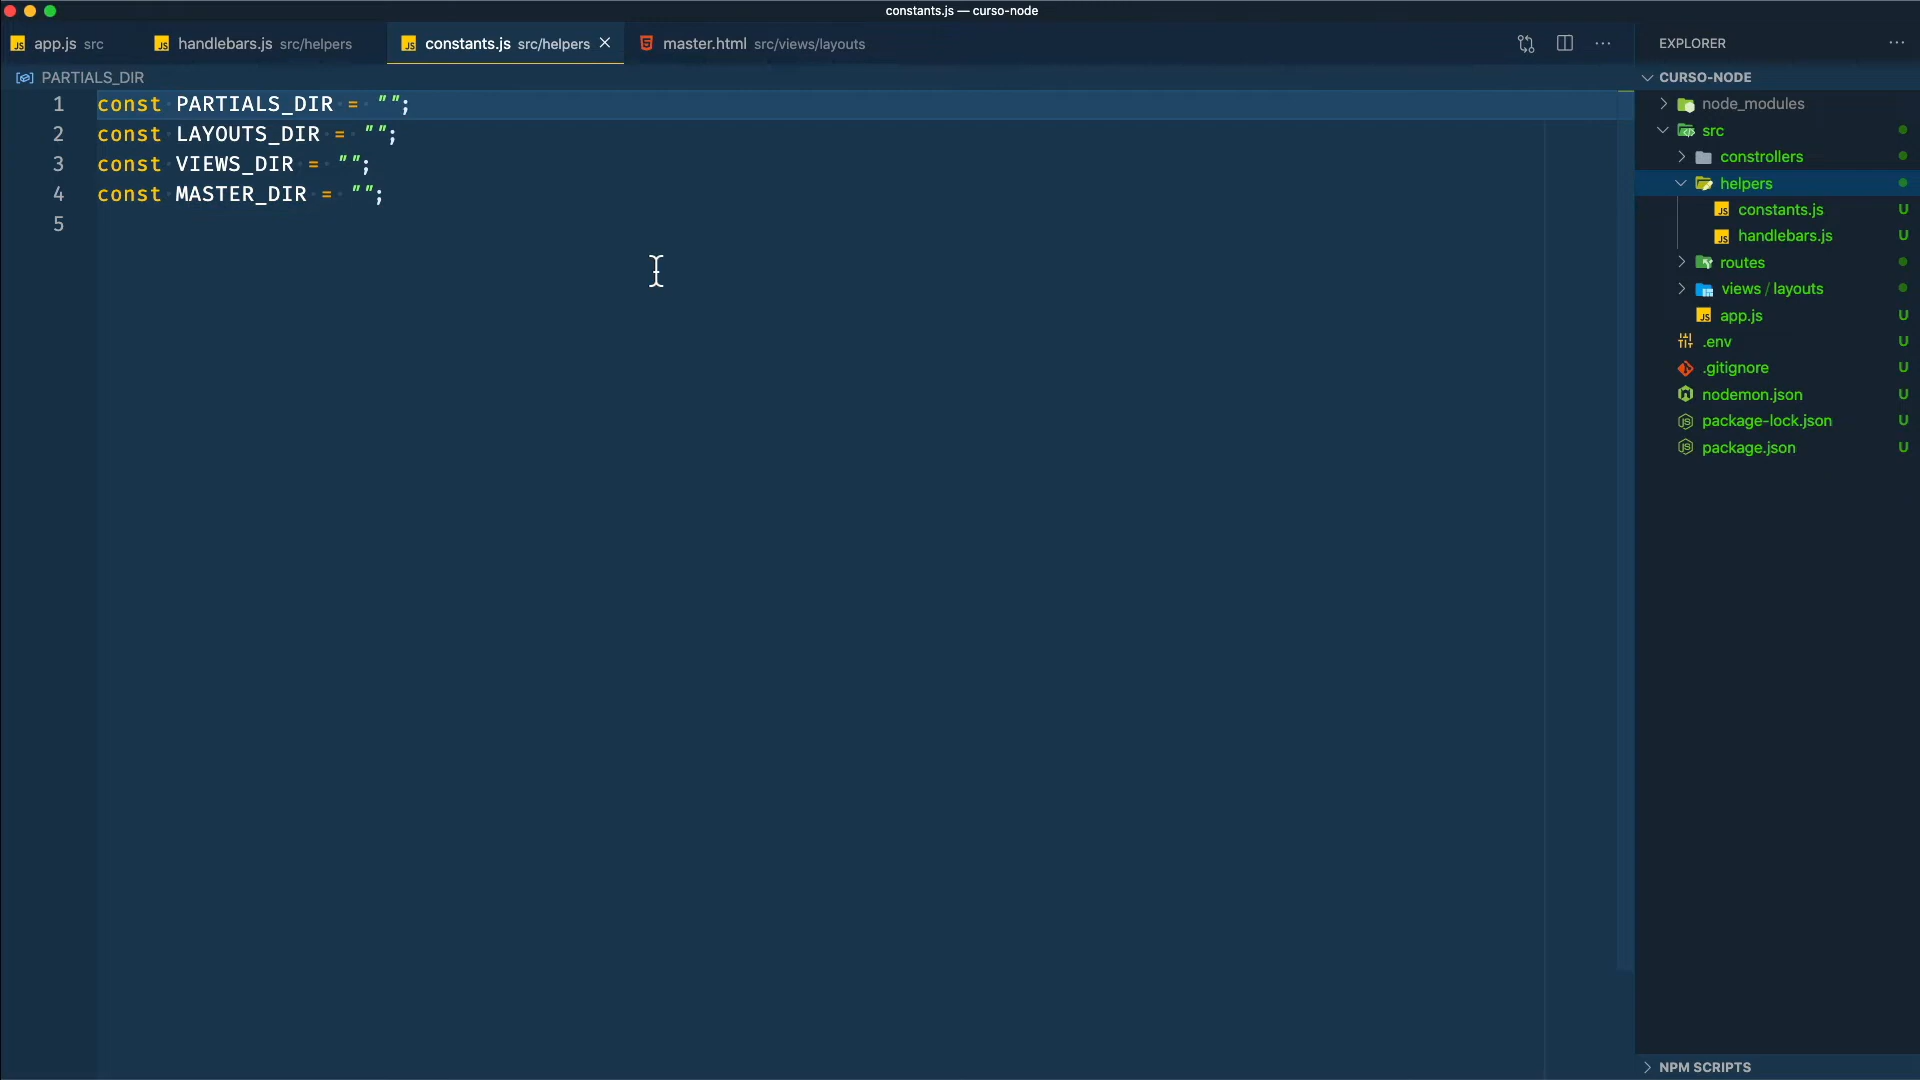 constants.js — curso-node
app.js src
handlebars.js src/helpers
constants.js src/helpers
master.html src/views/layouts
PARTIALS_DIR
1 const PARTIALS_DIR = "";
2 const LAYOUTS_DIR = "";
3 const VIEWS_DIR = "";
4 const MASTER_DIR = "";
5
EXPLORER
CURSO-NODE
node_modules
src
constrollers
helpers
constants.js U
handlebars.js U
routes
views / layouts
app.js U
.env U
.gitignore U
nodemon.json U
package-lock.json U
package.json U
NPM SCRIPTS